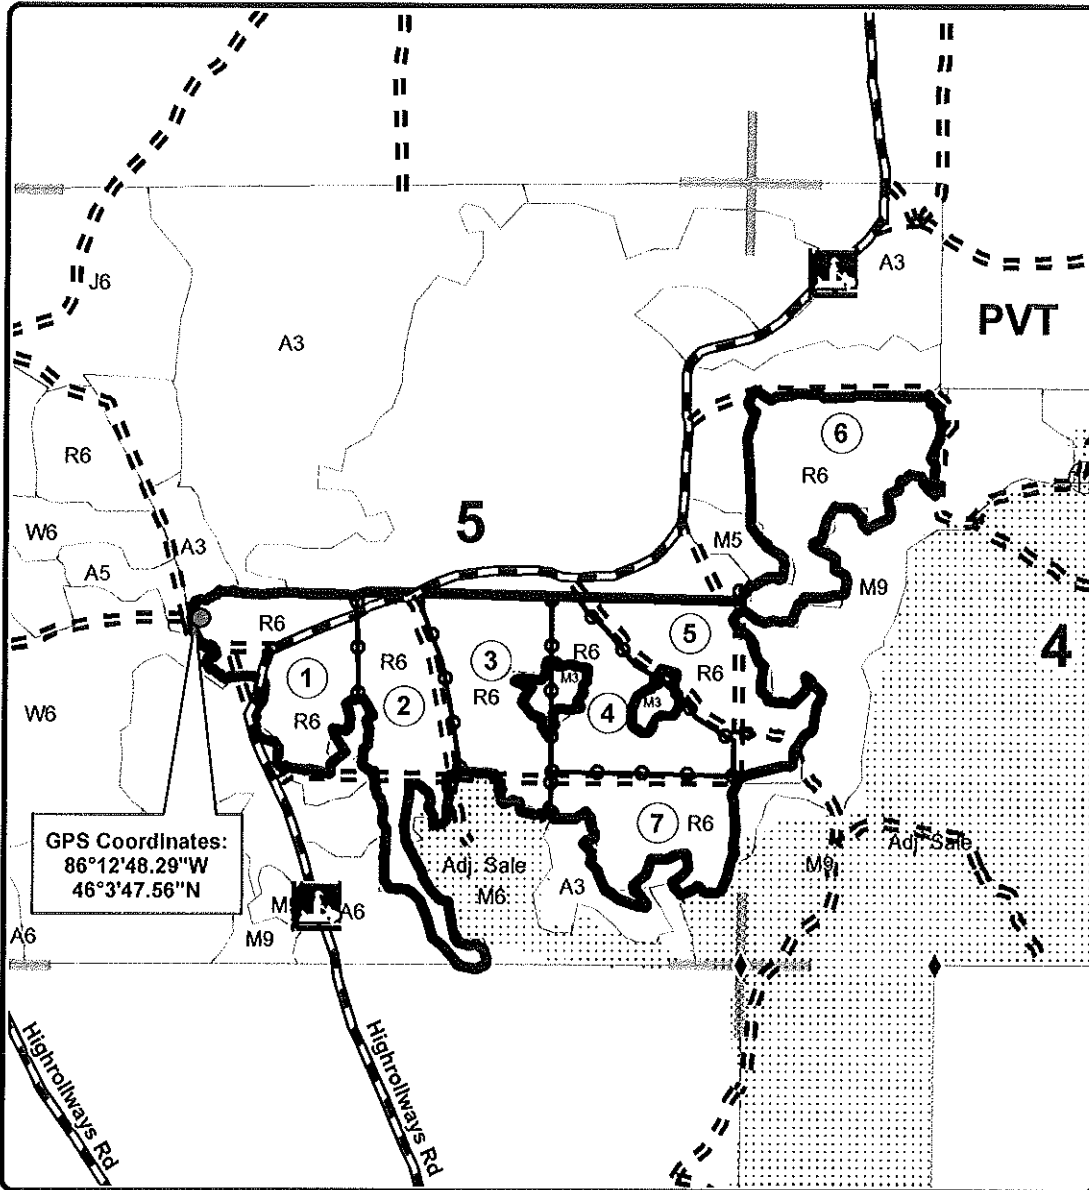 J6
A3
A3
PVT
6
R6
R6
5
W6
A3
A5
M5
M9
R6
5
4
3
R6
R6
R6
1
R6
M3
R6
2
W6
R6
4
M3
GPS Coordinates:
86°12'48.29"W
46°3'47.56"N
7
R6
Adj. Sale
M9
Adj. Sale
M6
A3
A6
A6
M9
Highrollways Rd
Highrollways Rd